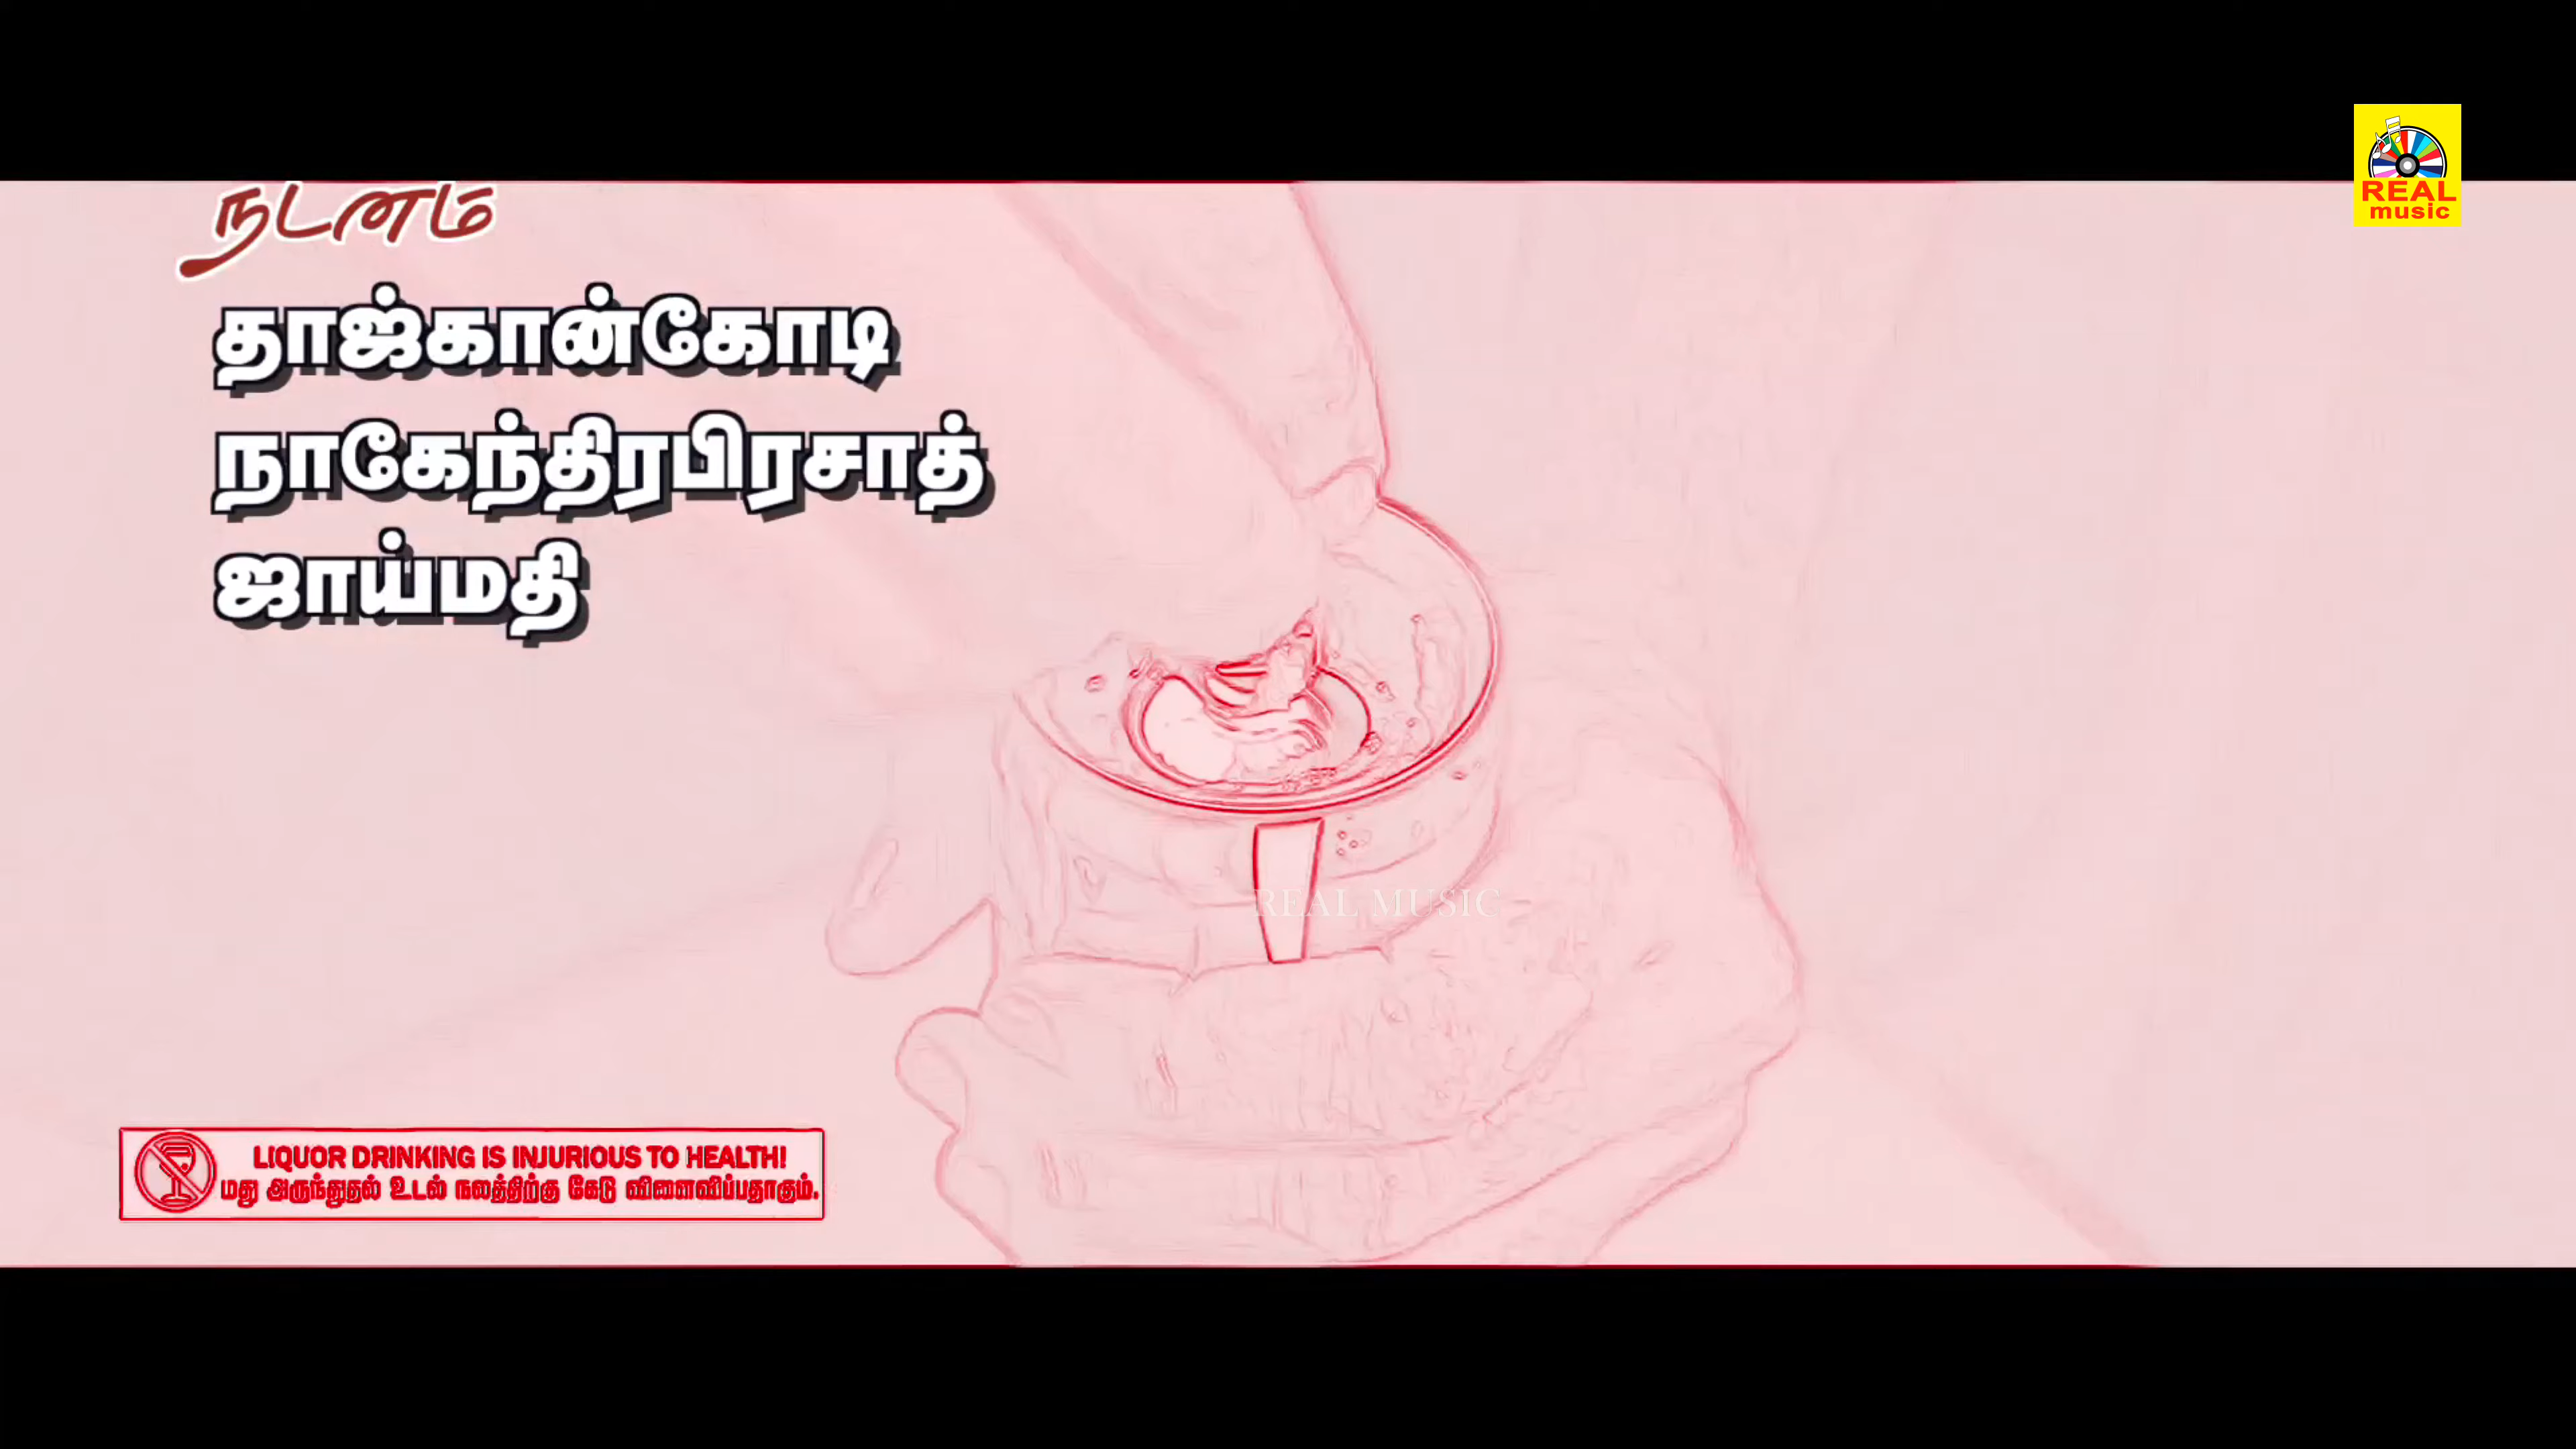 நடனம்
தாஜ்கான்கோடி
நாகேந்திரபிரசாத்
ஜாய்மதி
REAL
music
REAL MUSIC
LIQUOR DRINKING IS INJURIOUS TO HEALTH!
மது அருந்துதல் உடல் நலத்திற்கு கேடு விளைவிப்பதாகும்.